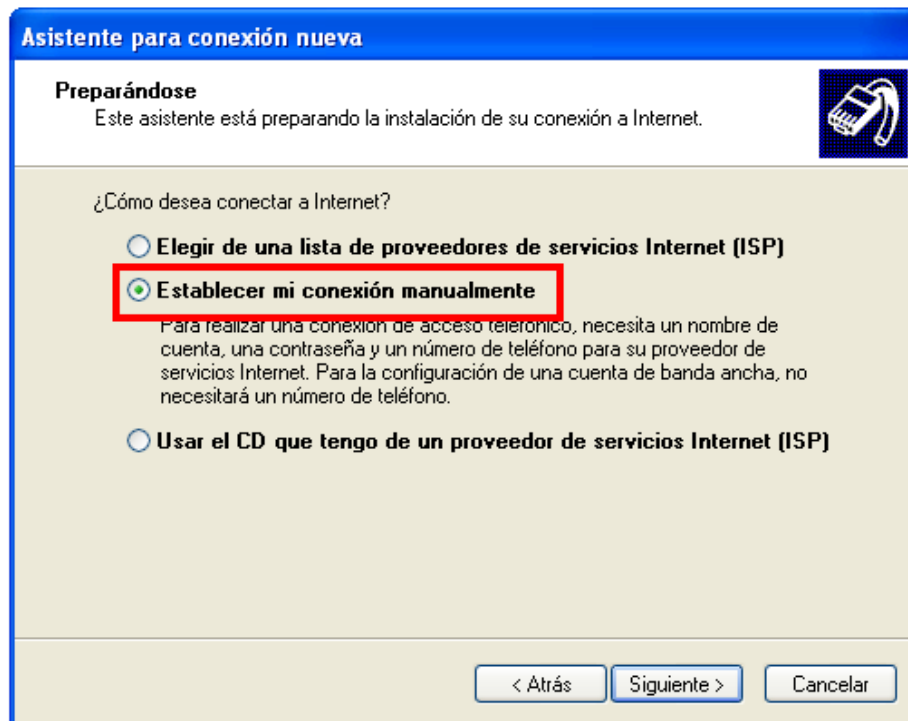 Asistente para conexión nueva
Preparándose
Este asistente está preparando la instalación de su conexión a Internet.
¿Cómo desea conectar a Internet?
Elegir de una lista de proveedores de servicios Internet (ISP)
Establecer mi conexión manualmente
Para realizar una conexión de acceso telefónico, necesita un nombre de
cuenta, una contraseña y un número de teléfono para su proveedor de
servicios Internet. Para la configuración de una cuenta de banda ancha, no
necesitará un número de teléfono.
Usar el CD que tengo de un proveedor de servicios Internet (ISP)
< Atrás Siguiente > Cancelar